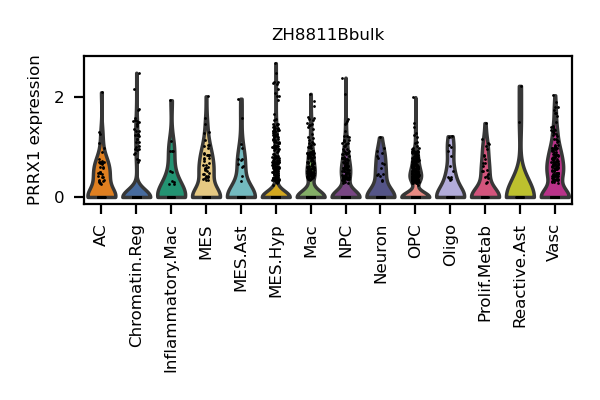 ZH8811Bbulk
PRRX1 expression
2
0
AC
Chromatin.Reg
Inflammatory.Mac
MES
MES.Ast
MES.Hyp
Mac
NPC
Neuron
OPC
Oligo
Prolif.Metab
Reactive.Ast
Vasc